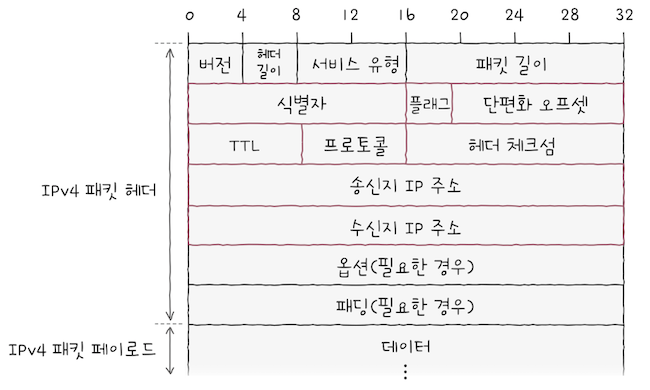 0 4 8 12 16 20 24 28 32
버전 헤더 길이 서비스 유형 패킷 길이
식별자 플래그 단편화 오프셋
TTL 프로토콜 헤더 체크섬
IPv4 패킷 헤더
송신지 IP 주소
수신지 IP 주소
옵션(필요한 경우)
패딩(필요한 경우)
IPv4 패킷 페이로드 데이터